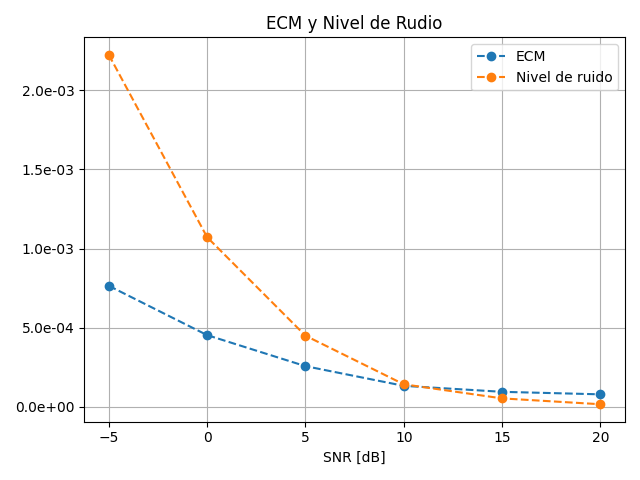 ECM y Nivel de Rudio
ECM
Nivel de ruido
2.0e-03
1.5e-03
1.0e-03
5.0e-04
0.0e+00
−5 0 5 10 15 20
SNR [dB]